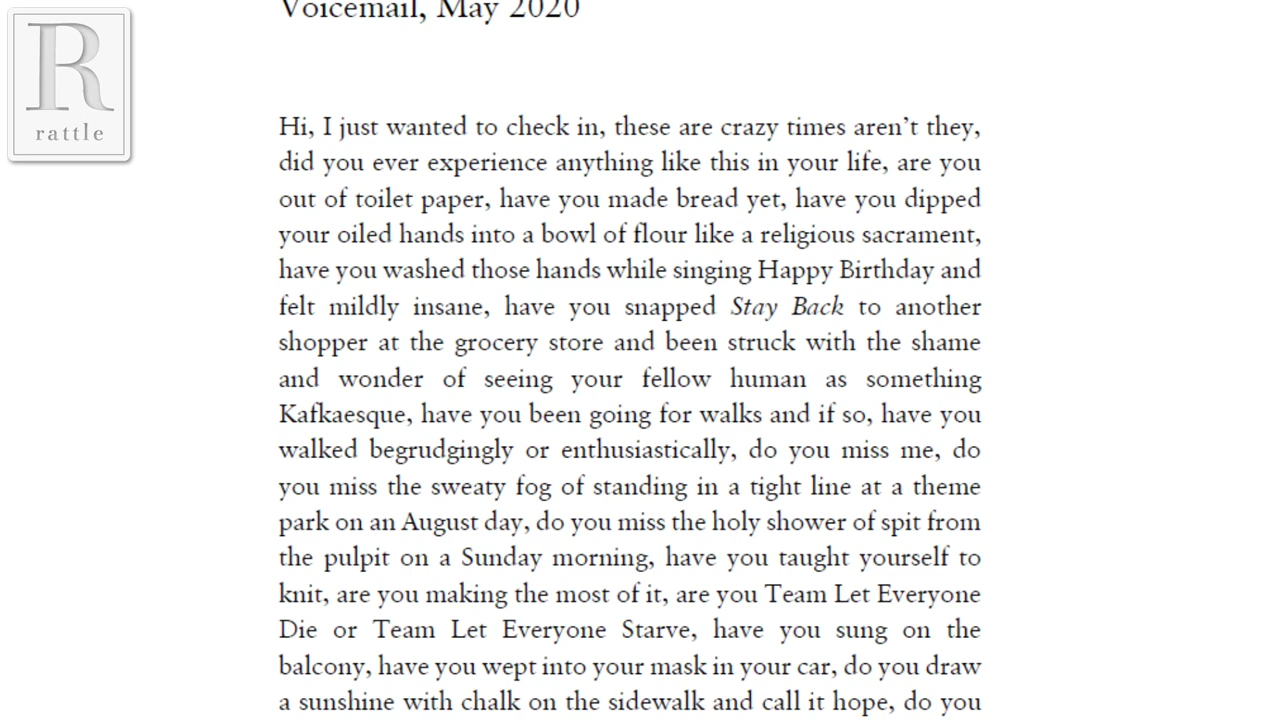 Voicemail, May 2020
R
rattle
Hi, I just wanted to check in, these are crazy times aren’t they,
did you ever experience anything like this in your life, are you
out of toilet paper, have you made bread yet, have you dipped
your oiled hands into a bowl of flour like a religious sacrament,
have you washed those hands while singing Happy Birthday and
felt mildly insane, have you snapped Stay Back to another
shopper at the grocery store and been struck with the shame
and wonder of seeing your fellow human as something
Kafkaesque, have you been going for walks and if so, have you
walked begrudgingly or enthusiastically, do you miss me, do
you miss the sweaty fog of standing in a tight line at a theme
park on an August day, do you miss the holy shower of spit from
the pulpit on a Sunday morning, have you taught yourself to
knit, are you making the most of it, are you Team Let Everyone
Die or Team Let Everyone Starve, have you sung on the
balcony, have you wept into your mask in your car, do you draw
a sunshine with chalk on the sidewalk and call it hope, do you